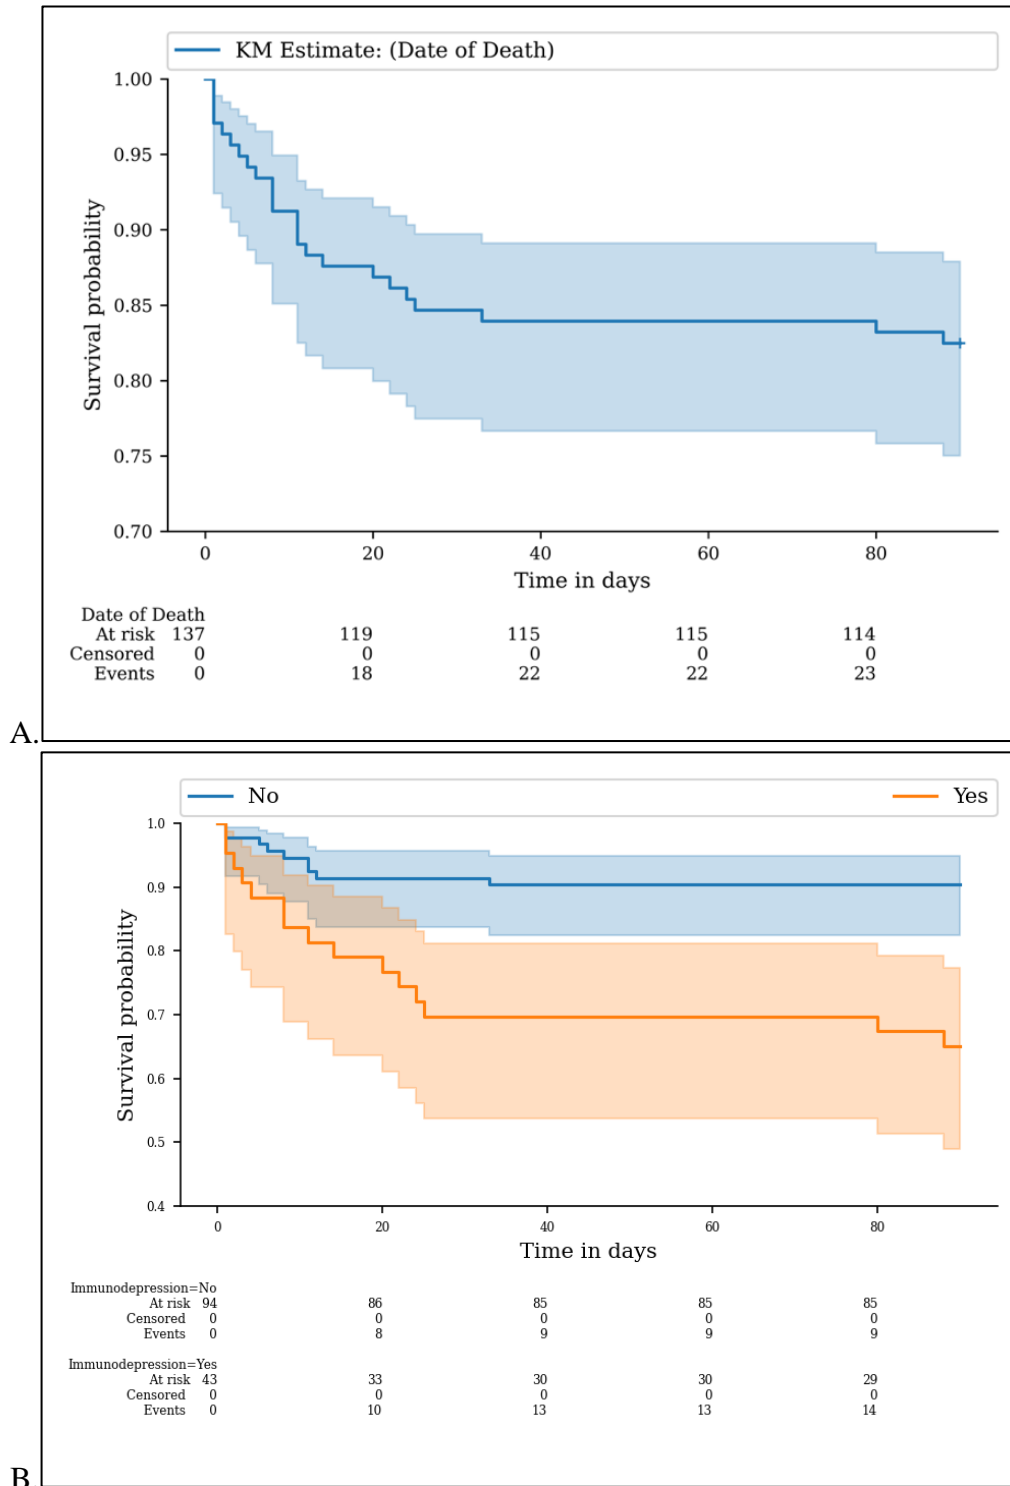 KM Estimate: (Date of Death)
1.00
0.95
0.90
0.85
0.80
0.75
0.70
Survival probability
0 20 40 60 80
Time in days
Date of Death
At risk 137 119 115 115 114
Censored 0 0 0 0 0
Events 0 18 22 22 23
A.
No Yes
1.0
0.9
0.8
0.7
0.6
0.5
0.4
Survival probability
0 20 40 60 80
Time in days
Immunodepression=No
At risk 94 86 85 85 85
Censored 0 0 0 0 0
Events 0 8 9 9 9
Immunodepression=Yes
At risk 43 33 30 30 29
Censored 0 0 0 0 0
Events 0 10 13 13 14
B